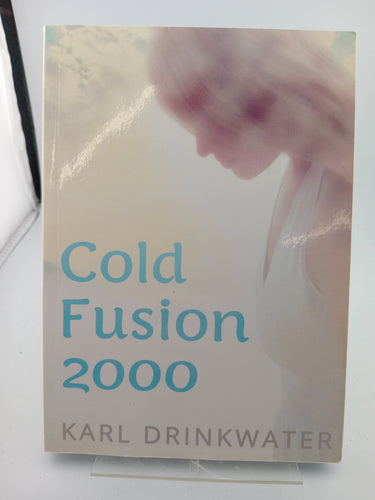 Cold
Fusion
2000
KARL DRINKWATER